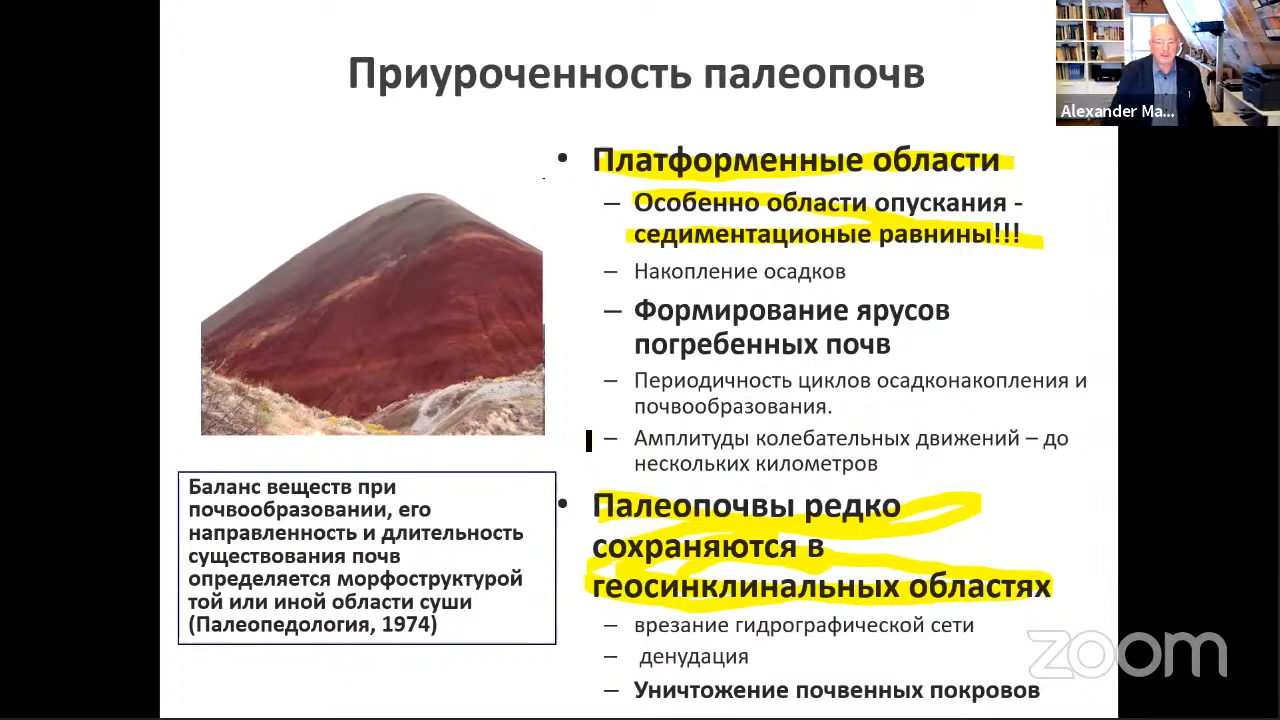 Приуроченность палеопочв
Alexander Ma...
• Платформенные области
– Особенно области опускания -
седиментационые равнины!!!
– Накопление осадков
– Формирование ярусов
погребенных почв
– Периодичность циклов осадконакопления и
почвообразования.
– Амплитуды колебательных движений – до
нескольких километров
Баланс веществ при
почвообразовании, его
направленность и длительность
существования почв
определяется морфоструктурой
той или иной области суши
(Палеопедология, 1974)
• Палеопочвы редко
сохраняются в
геосинклинальных областях
– врезание гидрографической сети
– денудация
– Уничтожение почвенных покровов
zoom